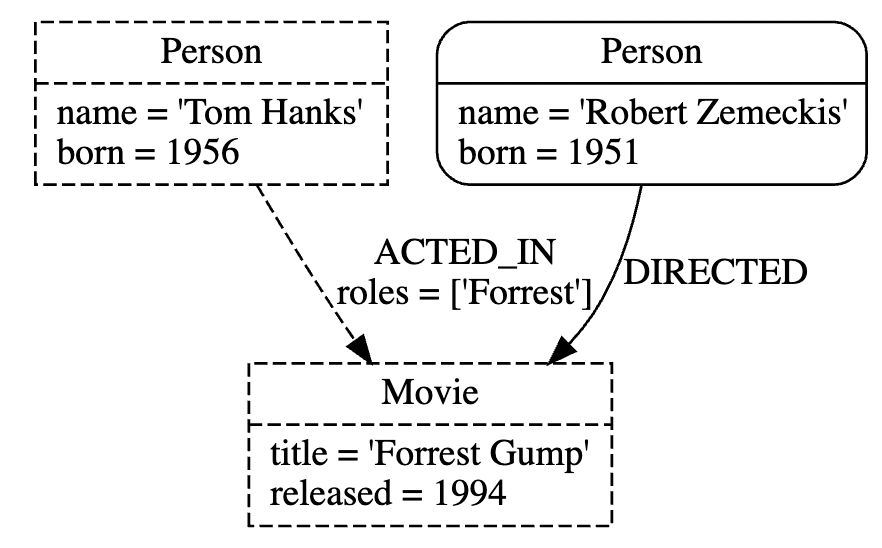 Person
name = 'Tom Hanks'
born = 1956
Person
name = 'Robert Zemeckis'
born = 1951
ACTED_IN
roles = ['Forrest']
DIRECTED
Movie
title = 'Forrest Gump'
released = 1994